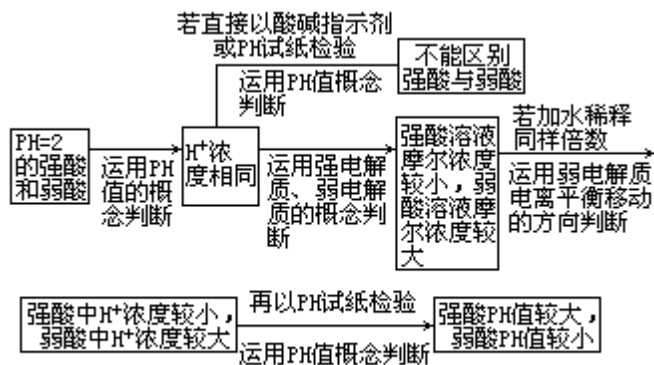 若直接以酸碱指示剂
或PH试纸检验
运用PH值概念
判断
不能区别
强酸与弱酸
PH=2
的强酸
和弱酸
运用PH
值的概
念判断
H⁺浓
度相同
运用强电解
质、弱电解
质的概念判
断
强酸溶液
摩尔浓度
较小，弱
酸溶液摩
尔浓度较
大
若加水稀释
同样倍数
运用弱电解质
电离平衡移动
的方向判断
强酸中H⁺浓度较小，
弱酸中H⁺浓度较大
再以PH试纸检验
运用PH值概念判断
强酸PH值较大，
弱酸PH值较小